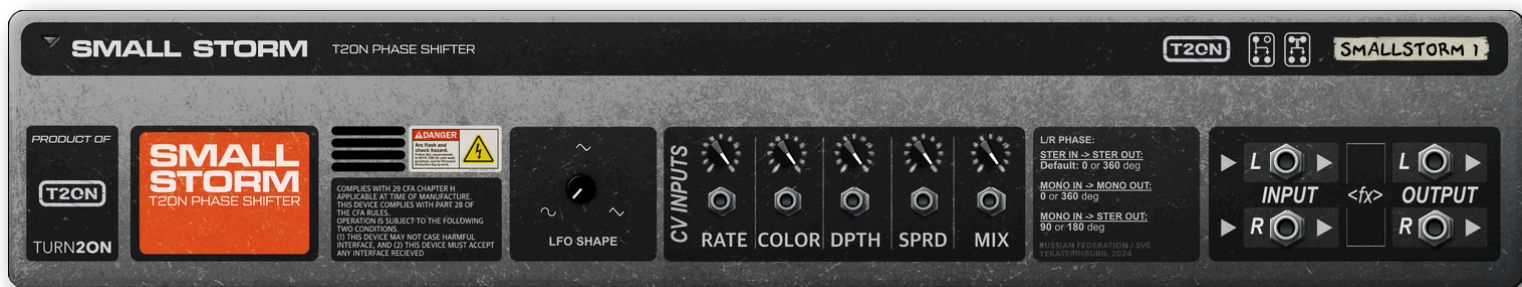 SMALL STORM
T2ON PHASE SHIFTER
T2ON
SMALLSTORM 1
PRODUCT OF
T2ON
TURN2ON
SMALL
STORM
T2ON PHASE SHIFTER
DANGER
Arc flash and
shock hazard.
COMPLIES WITH 29 CFA CHAPTER H
APPLICABLE AT TIME OF MANUFACTURE.
THIS DEVICE COMPLIES WITH PART 28 OF
THE CFA RULES.
OPERATION IS SUBJECT TO THE FOLLOWING
TWO CONDITIONS.
(1) THIS DEVICE MAY NOT CASE HARMFUL
INTERFACE, AND (2) THIS DEVICE MUST ACCEPT
ANY INTERFACE RECIEVED
LFO SHAPE
CV INPUTS
RATE
COLOR
DPTH
SPRD
MIX
L/R PHASE:
STER IN -> STER OUT:
Default: 0 or 360 deg
MONO IN -> MONO OUT:
0 or 360 deg
MONO IN -> STER OUT:
90 or 180 deg
RUSSIAN FEDERATION / SVE
YEKATERINBURG, 2024
L
INPUT
R
<fx>
L
OUTPUT
R